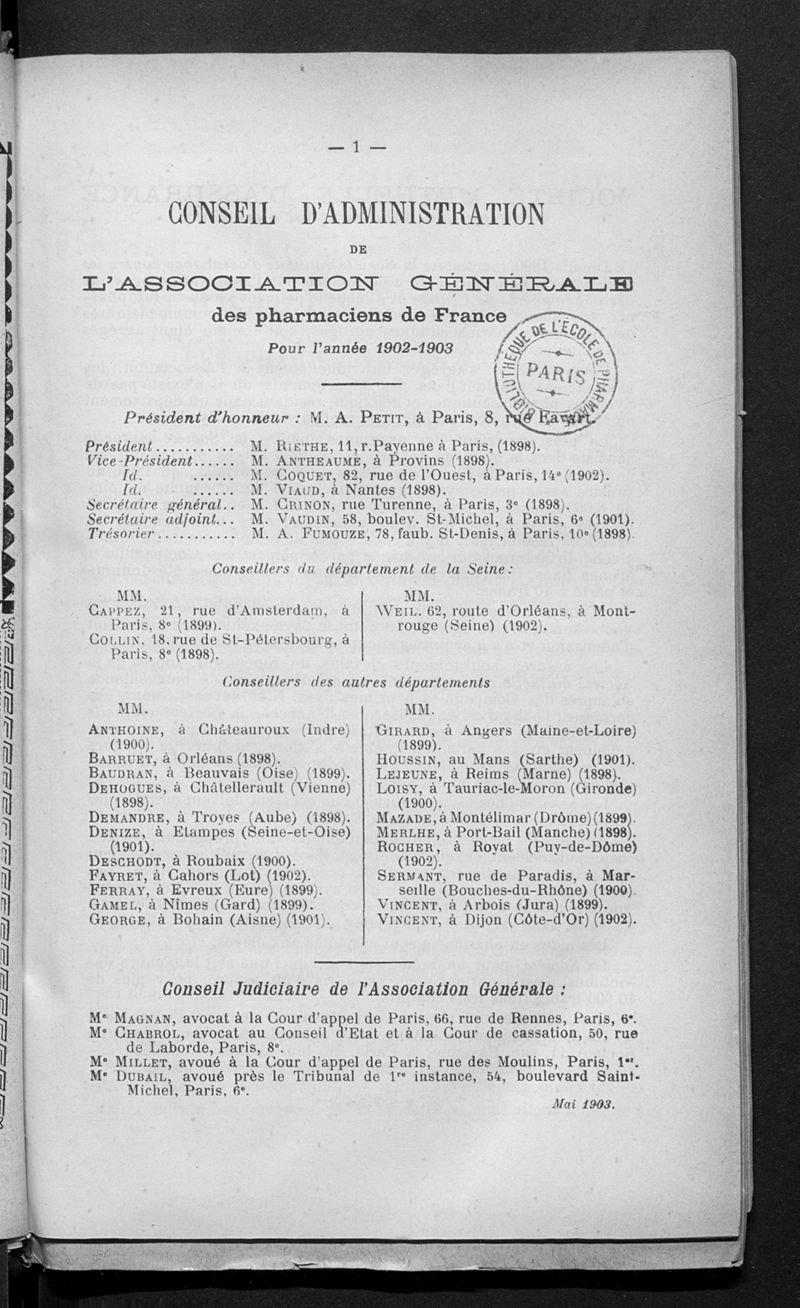 — 1 —
CONSEIL D'ADMINISTRATION
DE
L'ASSOCIATION GÉNÉRALE
des pharmaciens de France
Pour l'année 1902-1903
BIBLIOTHÈQUE DE L'ÉCOLE DE PHARMACIE
PARIS
Président d'honneur : M. A. PETIT, à Paris, 8, rue Favart.
Président........... M. RIETHE, 11, r. Payenne à Paris, (1898).
Vice-Président...... M. ANTHEAUME, à Provins (1898).
Id. ...... M. COQUET, 82, rue de l'Ouest, à Paris, 14e (1902).
Id. ...... M. VIAUD, à Nantes (1898).
Secrétaire général.. M. CRINON, rue Turenne, à Paris, 3e (1898).
Secrétaire adjoint... M. VAUDIN, 58, boulev. St-Michel, à Paris, 6e (1901).
Trésorier........... M. A. FUMOUZE, 78, faub. St-Denis, à Paris, 10e (1898).
Conseillers du département de la Seine :
MM.
CAPPEZ, 21, rue d'Amsterdam, à
Paris, 8e (1899).
COLLIN, 18, rue de St-Pétersbourg, à
Paris, 8e (1898).
MM.
WEIL. 62, route d'Orléans, à Mont-
rouge (Seine) (1902).
Conseillers des autres départements
MM.
ANTHOINE, à Châteauroux (Indre)
(1900).
BARRUET, à Orléans (1898).
BAUDRAN, à Beauvais (Oise) (1899).
DEHOGUES, à Châtellerault (Vienne)
(1898).
DEMANDRE, à Troyes (Aube) (1898).
DENIZE, à Etampes (Seine-et-Oise)
(1901).
DESCHODT, à Roubaix (1900).
FAYRET, à Cahors (Lot) (1902).
FERRAY, à Evreux (Eure) (1899).
GAMEL, à Nîmes (Gard) (1899).
GEORGE, à Bohain (Aisne) (1901).
MM.
GIRARD, à Angers (Maine-et-Loire)
(1899).
HOUSSIN, au Mans (Sarthe) (1901).
LEJEUNE, à Reims (Marne) (1898).
LOISY, à Tauriac-le-Moron (Gironde)
(1900).
MAZADE, à Montélimar (Drôme) (1899).
MERLHE, à Port-Bail (Manche) (1898).
ROCHER, à Royat (Puy-de-Dôme)
(1902).
SERMANT, rue de Paradis, à Mar-
seille (Bouches-du-Rhône) (1900).
VINCENT, à Arbois (Jura) (1899).
VINCENT, à Dijon (Côte-d'Or) (1902).
Conseil Judiciaire de l'Association Générale :
Me MAGNAN, avocat à la Cour d'appel de Paris, 66, rue de Rennes, Paris, 6e.
Me CHABROL, avocat au Conseil d'Etat et à la Cour de cassation, 50, rue
de Laborde, Paris, 8e.
Me MILLET, avoué à la Cour d'appel de Paris, rue des Moulins, Paris, 1er.
Me DUBAIL, avoué près le Tribunal de 1re instance, 54, boulevard Saint-
Michel, Paris, 6e.
Mai 1903.